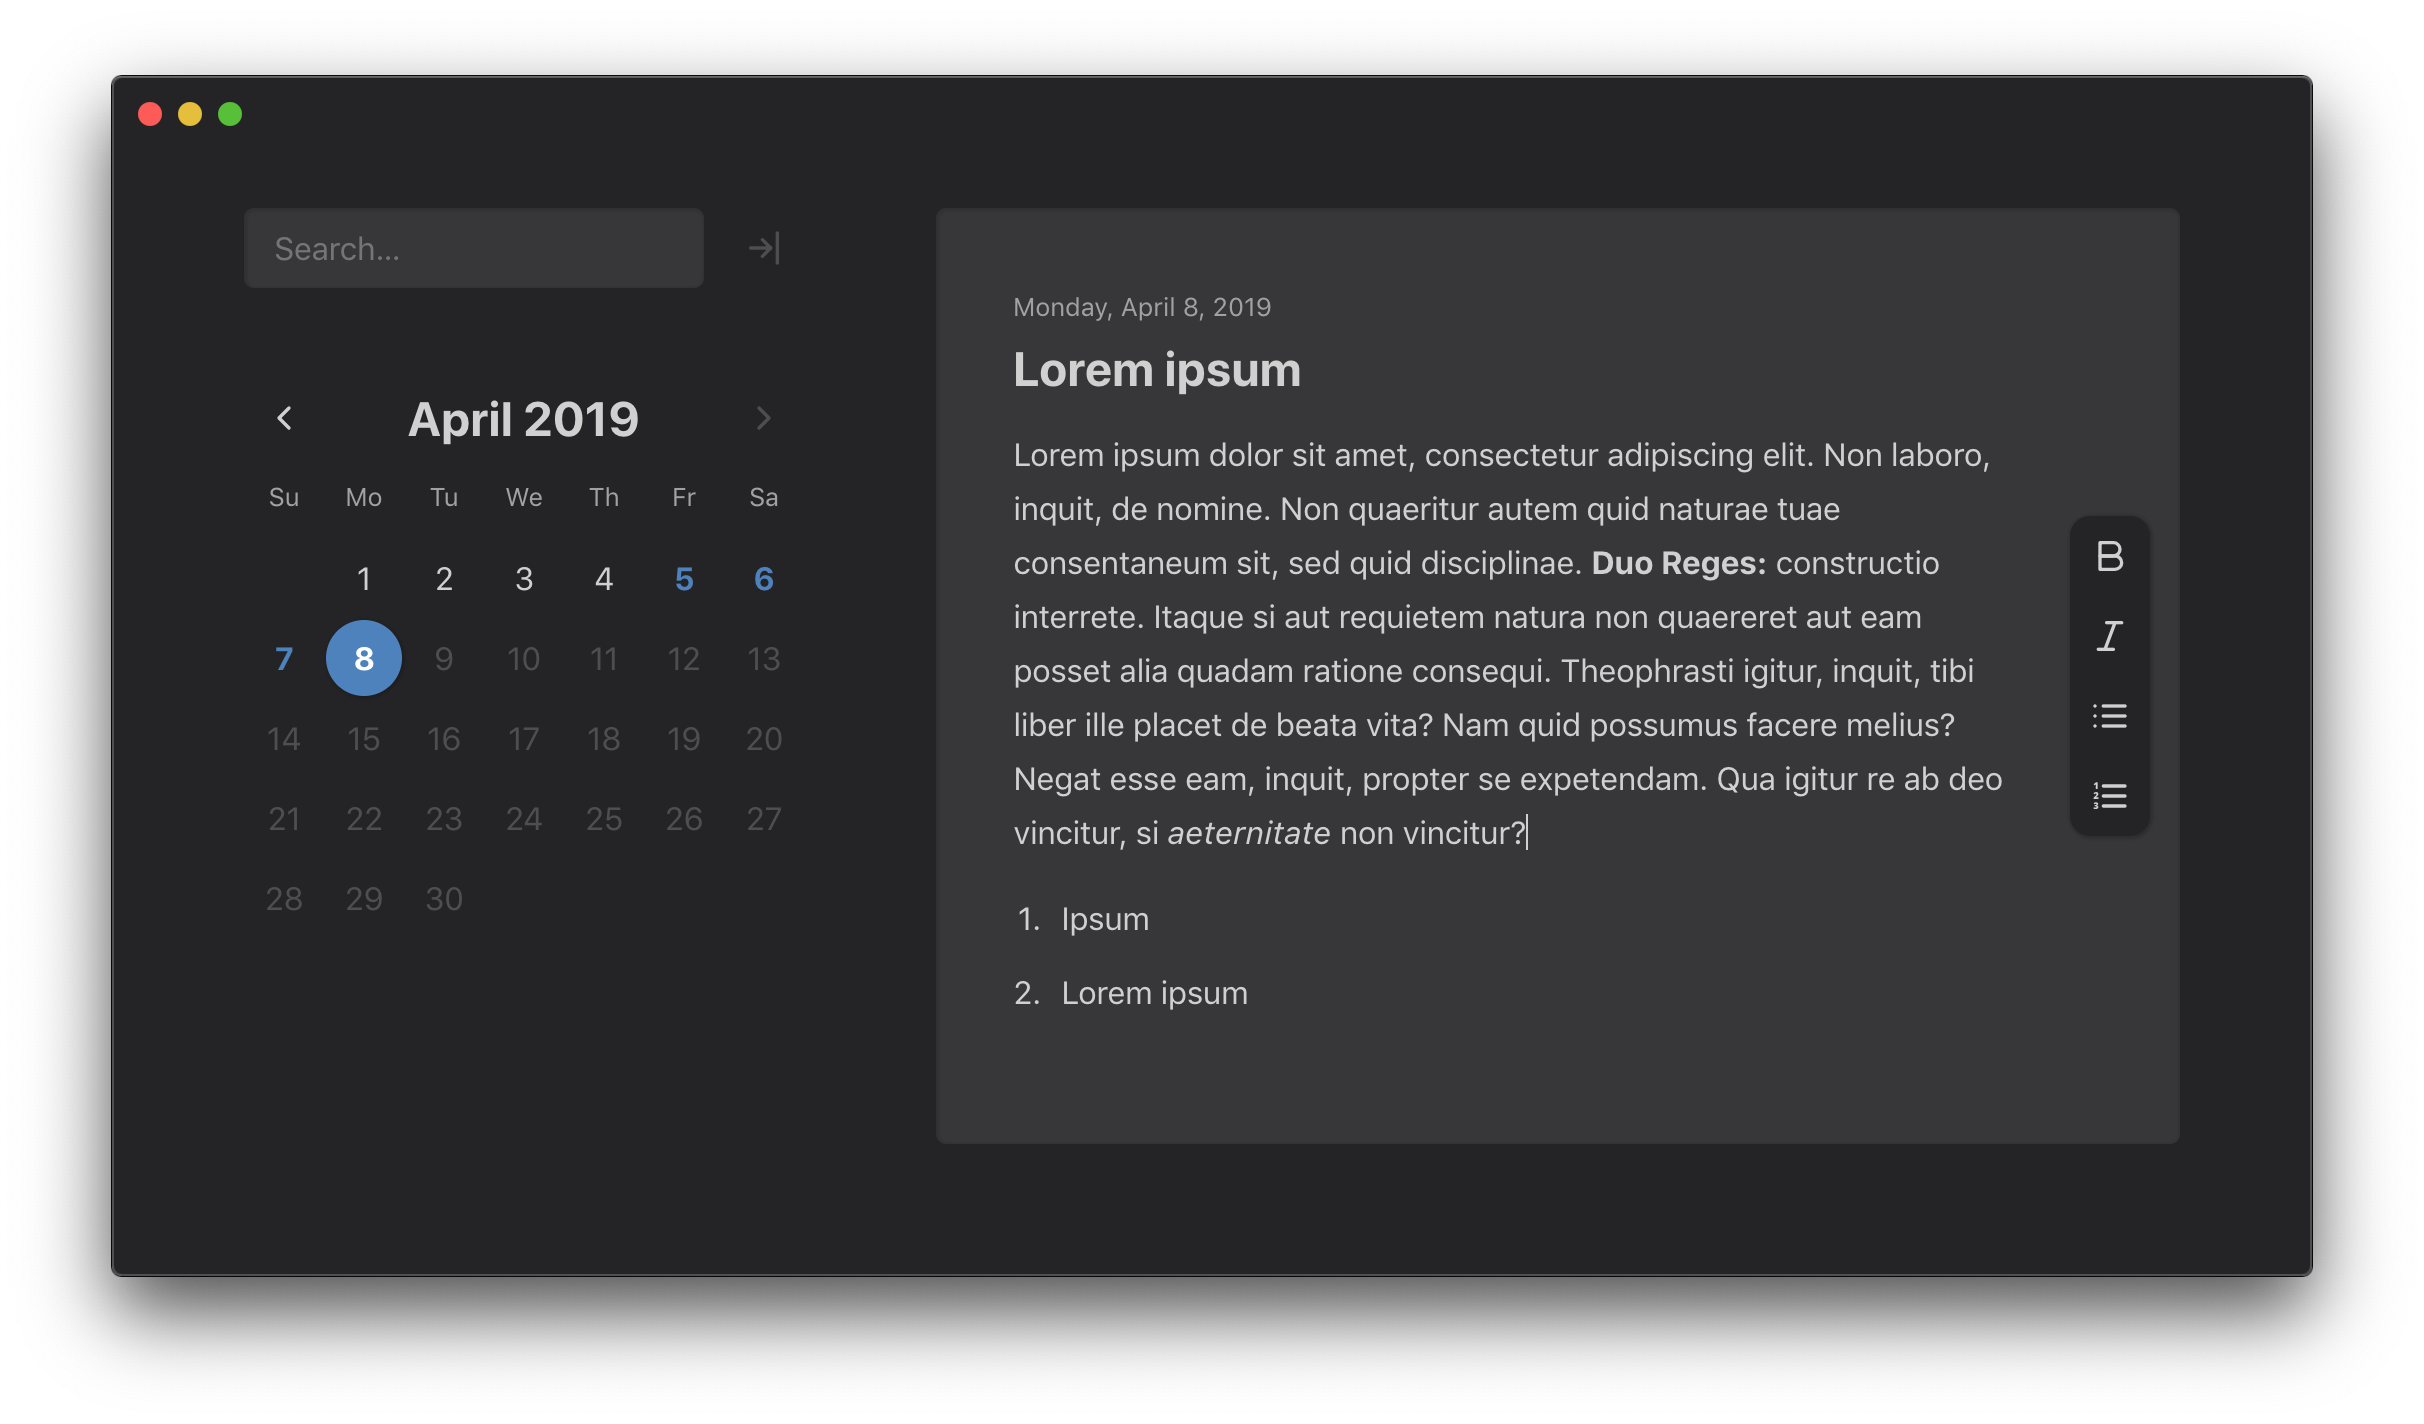 Search...
April 2019
Su Mo Tu We Th Fr Sa
1 2 3 4 5 6
7 8 9 10 11 12 13
14 15 16 17 18 19 20
21 22 23 24 25 26 27
28 29 30
Monday, April 8, 2019
Lorem ipsum
Lorem ipsum dolor sit amet, consectetur adipiscing elit. Non laboro,
inquit, de nomine. Non quaeritur autem quid naturae tuae
consentaneum sit, sed quid disciplinae. Duo Reges: constructio
interrete. Itaque si aut requietem natura non quaereret aut eam
posset alia quadam ratione consequi. Theophrasti igitur, inquit, tibi
liber ille placet de beata vita? Nam quid possumus facere melius?
Negat esse eam, inquit, propter se expetendam. Qua igitur re ab deo
vincitur, si aeternitate non vincitur?
1. Ipsum
2. Lorem ipsum
B
I
1
2
3